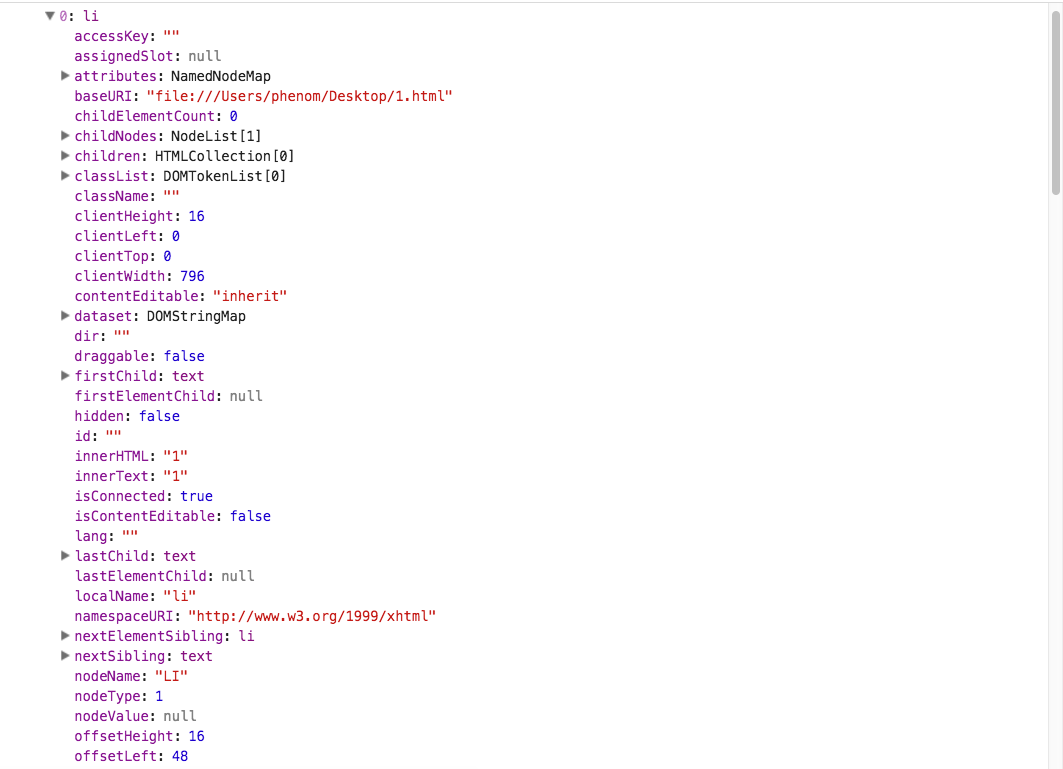 0: li
accessKey: ""
assignedSlot: null
attributes: NamedNodeMap
baseURI: "file:///Users/phenom/Desktop/1.html"
childElementCount: 0
childNodes: NodeList[1]
children: HTMLCollection[0]
classList: DOMTokenList[0]
className: ""
clientHeight: 16
clientLeft: 0
clientTop: 0
clientWidth: 796
contentEditable: "inherit"
dataset: DOMStringMap
dir: ""
draggable: false
firstChild: text
firstElementChild: null
hidden: false
id: ""
innerHTML: "1"
innerText: "1"
isConnected: true
isContentEditable: false
lang: ""
lastChild: text
lastElementChild: null
localName: "li"
namespaceURI: "http://www.w3.org/1999/xhtml"
nextElementSibling: li
nextSibling: text
nodeName: "LI"
nodeType: 1
nodeValue: null
offsetHeight: 16
offsetLeft: 48